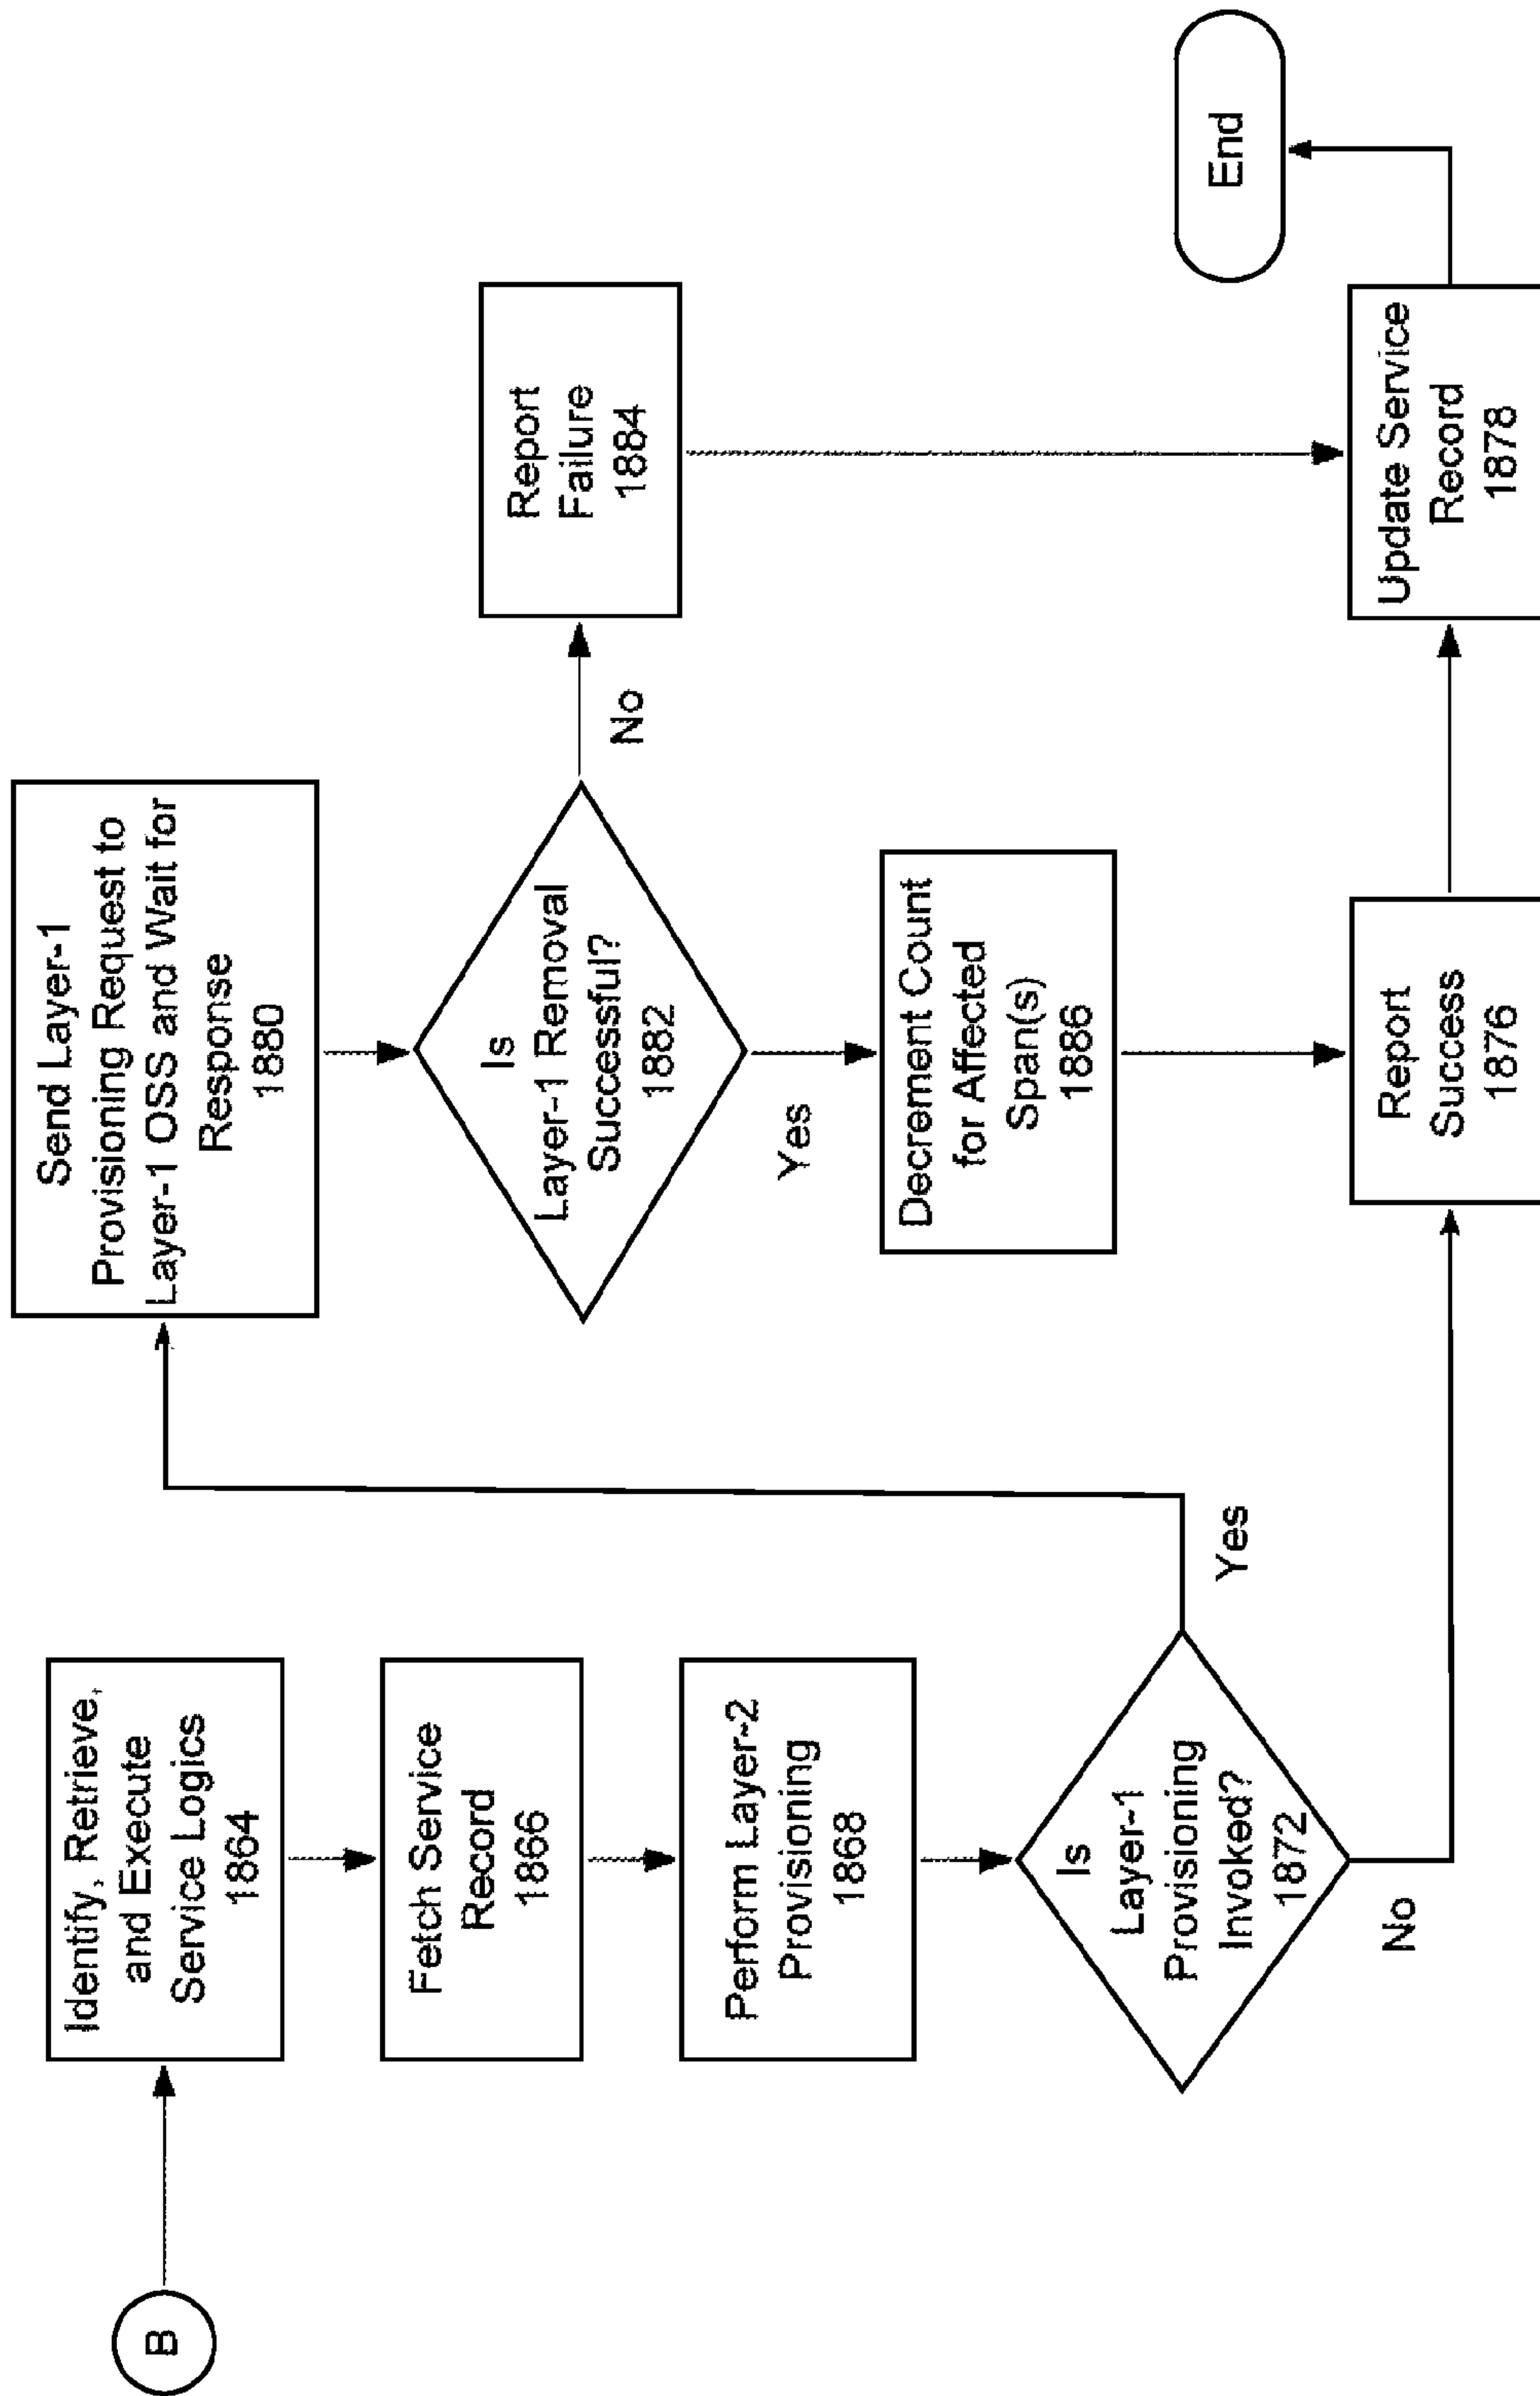 B
Identify, Retrieve,
and Execute
Service Logics
1864
Fetch Service
Record
1866
Perform Layer-2
Provisioning
1868
Is
Layer-1
Provisioning
Invoked?
1872
Yes
No
Send Layer-1
Provisioning Request to
Layer-1 OSS and Wait for
Response
1880
Is
Layer-1 Removal
Successful?
1882
No
Yes
Report
Failure
1884
Decrement Count
for Affected
Span(s)
1886
Report
Success
1876
Update Service
Record
1878
End